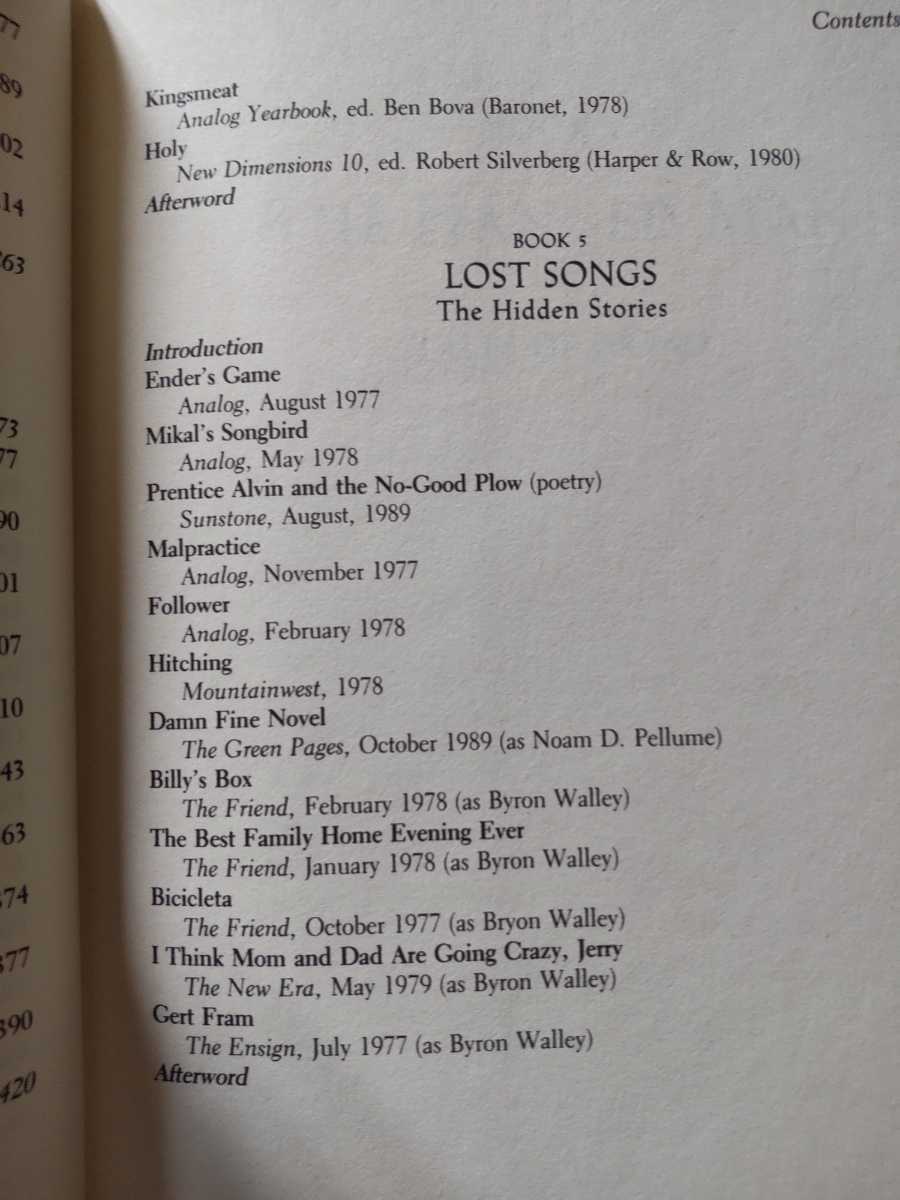 Contents
Kingsmeat
Analog Yearbook, ed. Ben Bova (Baronet, 1978)
Holy
New Dimensions 10, ed. Robert Silverberg (Harper & Row, 1980)
Afterword
BOOK 5
LOST SONGS
The Hidden Stories
Introduction
Ender's Game
Analog, August 1977
Mikal's Songbird
Analog, May 1978
Prentice Alvin and the No-Good Plow (poetry)
Sunstone, August, 1989
Malpractice
Analog, November 1977
Follower
Analog, February 1978
Hitching
Mountainwest, 1978
Damn Fine Novel
The Green Pages, October 1989 (as Noam D. Pellume)
Billy's Box
The Friend, February 1978 (as Byron Walley)
The Best Family Home Evening Ever
The Friend, January 1978 (as Byron Walley)
Bicicleta
The Friend, October 1977 (as Bryon Walley)
I Think Mom and Dad Are Going Crazy, Jerry
The New Era, May 1979 (as Byron Walley)
Gert Fram
The Ensign, July 1977 (as Byron Walley)
Afterword